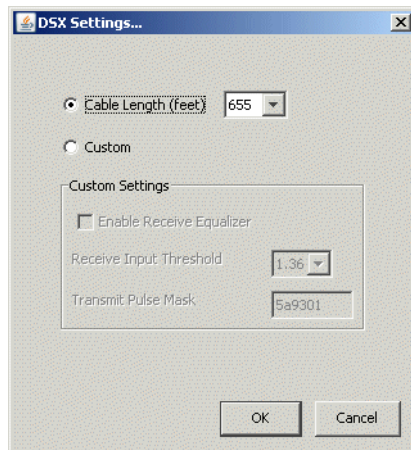 DSX Settings...
Cable Length (feet) 655
Custom
Custom Settings
Enable Receive Equalizer
Receive Input Threshold 1.36
Transmit Pulse Mask 5a9301
OK Cancel